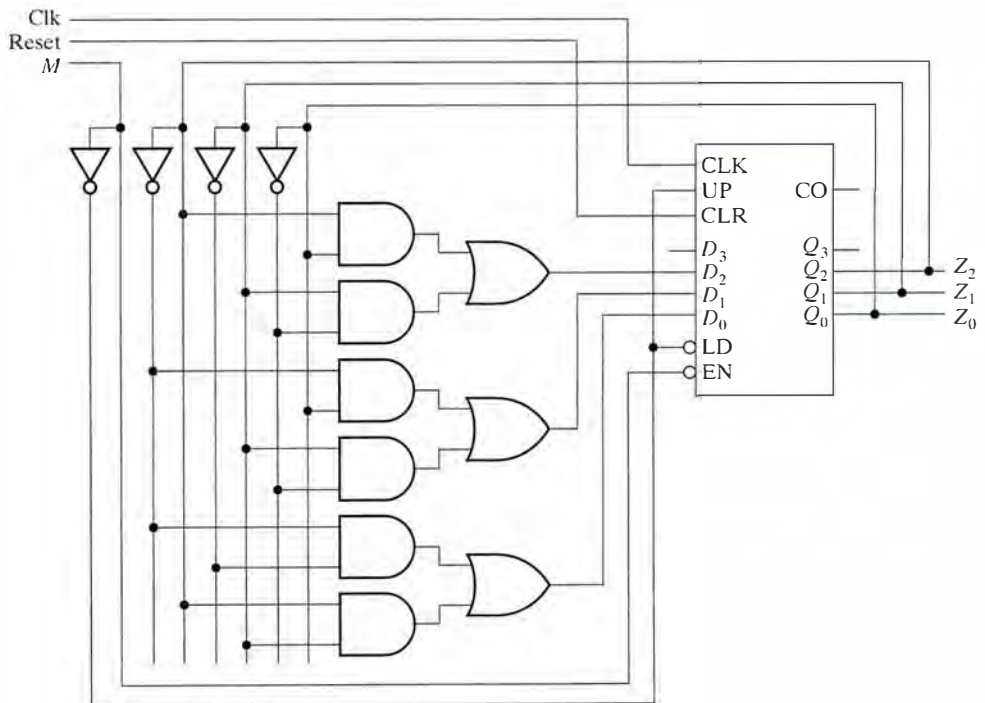 Clk
Reset
M
CLK
UP
CO
CLR
D3
Q3
D2
Q2
Z2
D1
Q1
Z1
D0
Q0
Z0
LD
EN